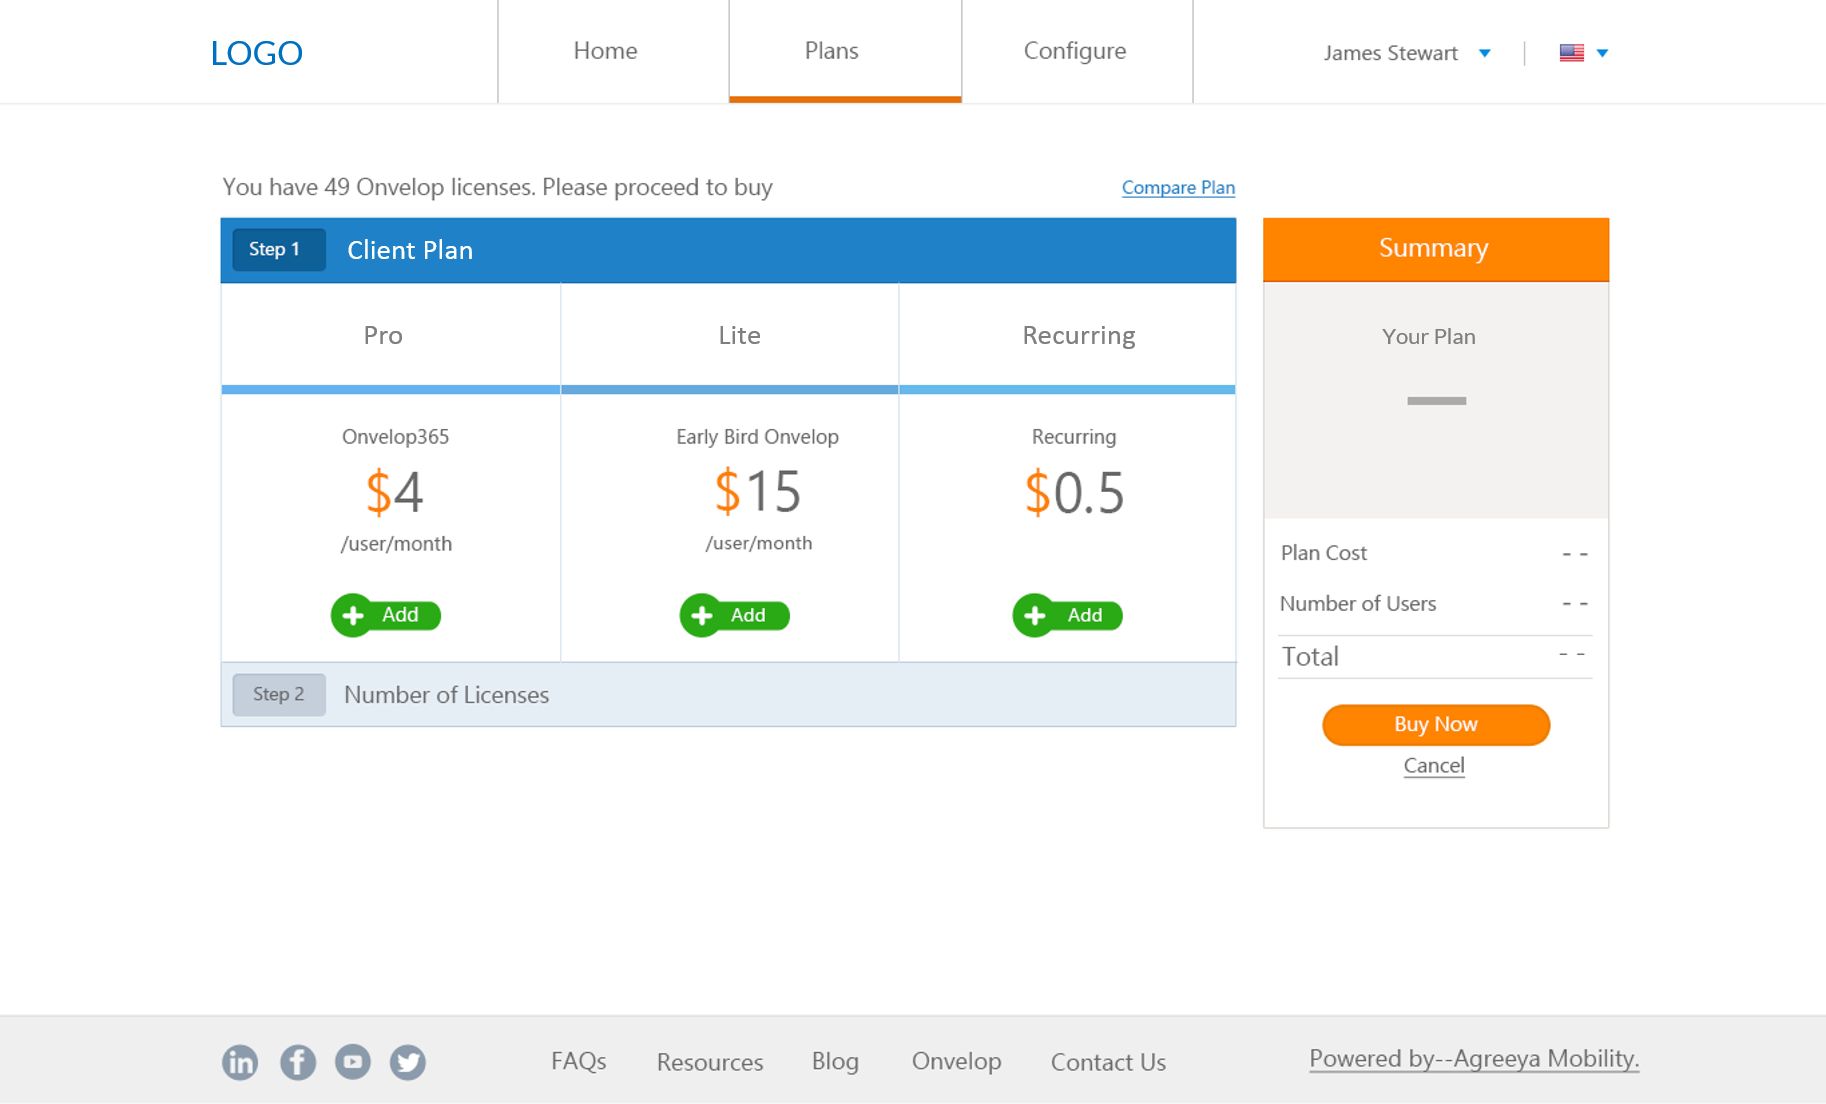 LOGO
Home
Plans
Configure
James Stewart
You have 49 Onvelop licenses. Please proceed to buy
Compare Plan
Step 1
Client Plan
Pro
Lite
Recurring
Onvelop365
$4
/user/month
Add
Early Bird Onvelop
$15
/user/month
Add
Recurring
$0.5
Add
Step 2
Number of Licenses
Summary
Your Plan
Plan Cost - -
Number of Users - -
Total - -
Buy Now
Cancel
in
f
FAQs
Resources
Blog
Onvelop
Contact Us
Powered by--Agreeya Mobility.